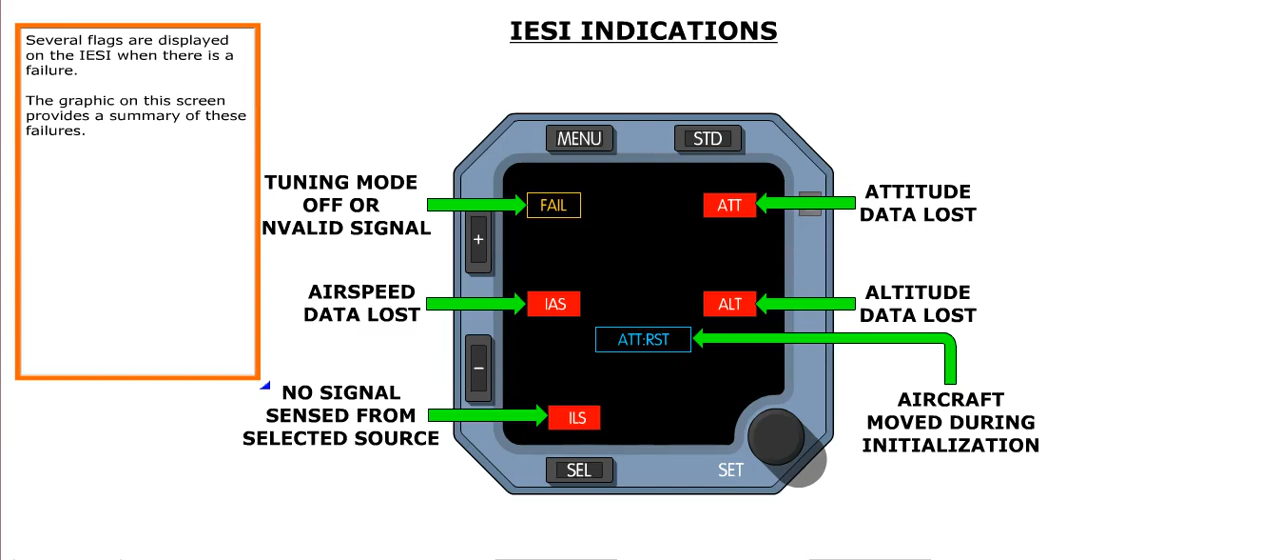 IESI INDICATIONS
Several flags are displayed
on the IESI when there is a
failure.
The graphic on this screen
provides a summary of these
failures.
MENU
STD
TUNING MODE
OFF OR
NVALID SIGNAL
FAIL
ATT
ATTITUDE
DATA LOST
+
AIRSPEED
DATA LOST
IAS
ALT
ALTITUDE
DATA LOST
ATT:RST
−
NO SIGNAL
SENSED FROM
SELECTED SOURCE
ILS
AIRCRAFT
MOVED DURING
INITIALIZATION
SEL
SET